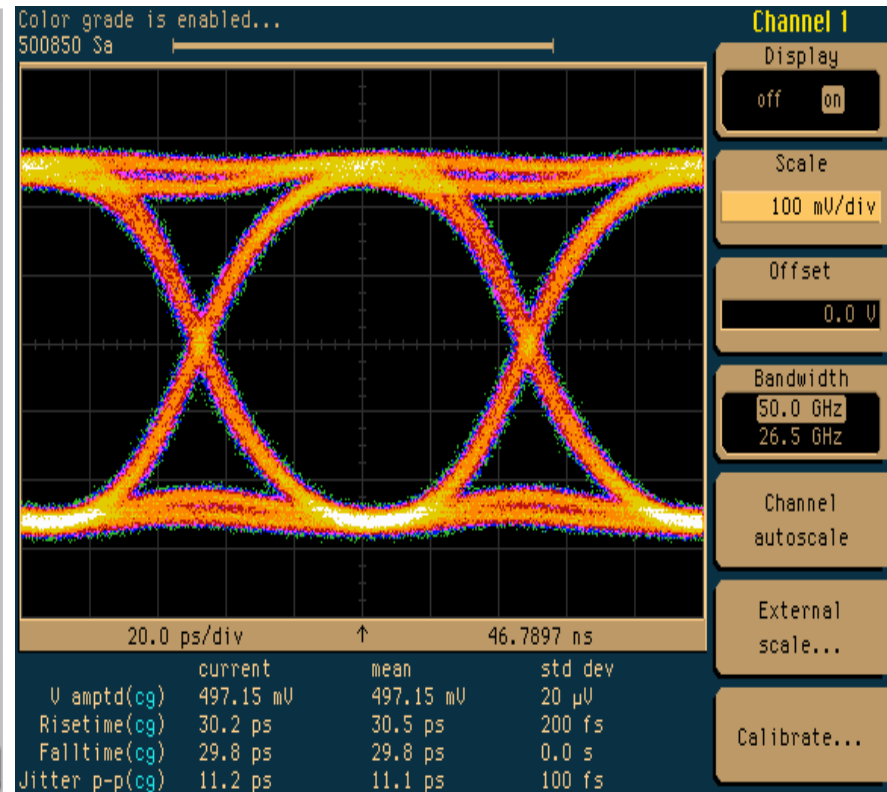 Color grade is enabled...
500850 Sa
Channel 1
Display
off on
Scale
100 mV/div
Offset
0.0 V
Bandwidth
50.0 GHz
26.5 GHz
Channel
autoscale
External
scale...
Calibrate...
20.0 ps/div ↑ 46.7897 ns
current mean std dev
V amptd(cg) 497.15 mV 497.15 mV 20 µV
Risetime(cg) 30.2 ps 30.5 ps 200 fs
Falltime(cg) 29.8 ps 29.8 ps 0.0 s
Jitter p-p(cg) 11.2 ps 11.1 ps 100 fs